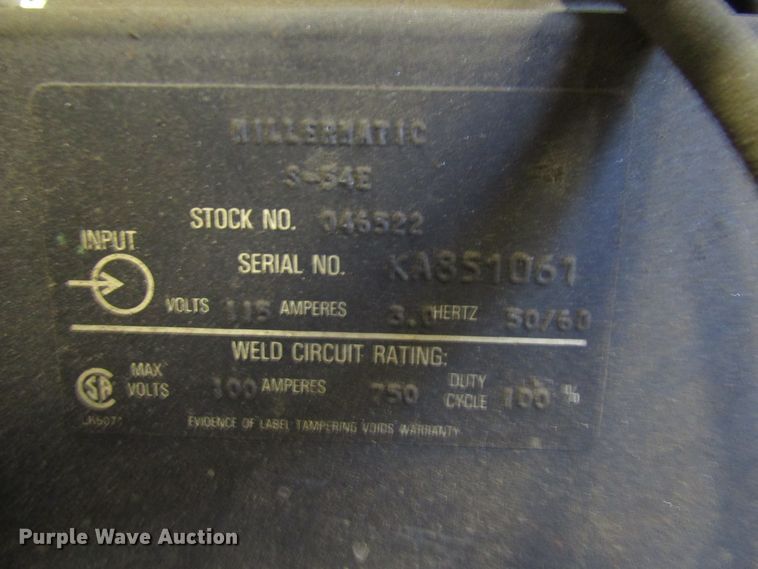 MILLERMATIC
S-54E
STOCK NO. 046522
INPUT
SERIAL NO. KA851061
VOLTS 115 AMPERES 3.0 HERTZ 50/60
WELD CIRCUIT RATING:
MAX VOLTS 100 AMPERES 750 DUTY CYCLE 100 %
EVIDENCE OF LABEL TAMPERING VOIDS WARRANTY
Purple Wave Auction